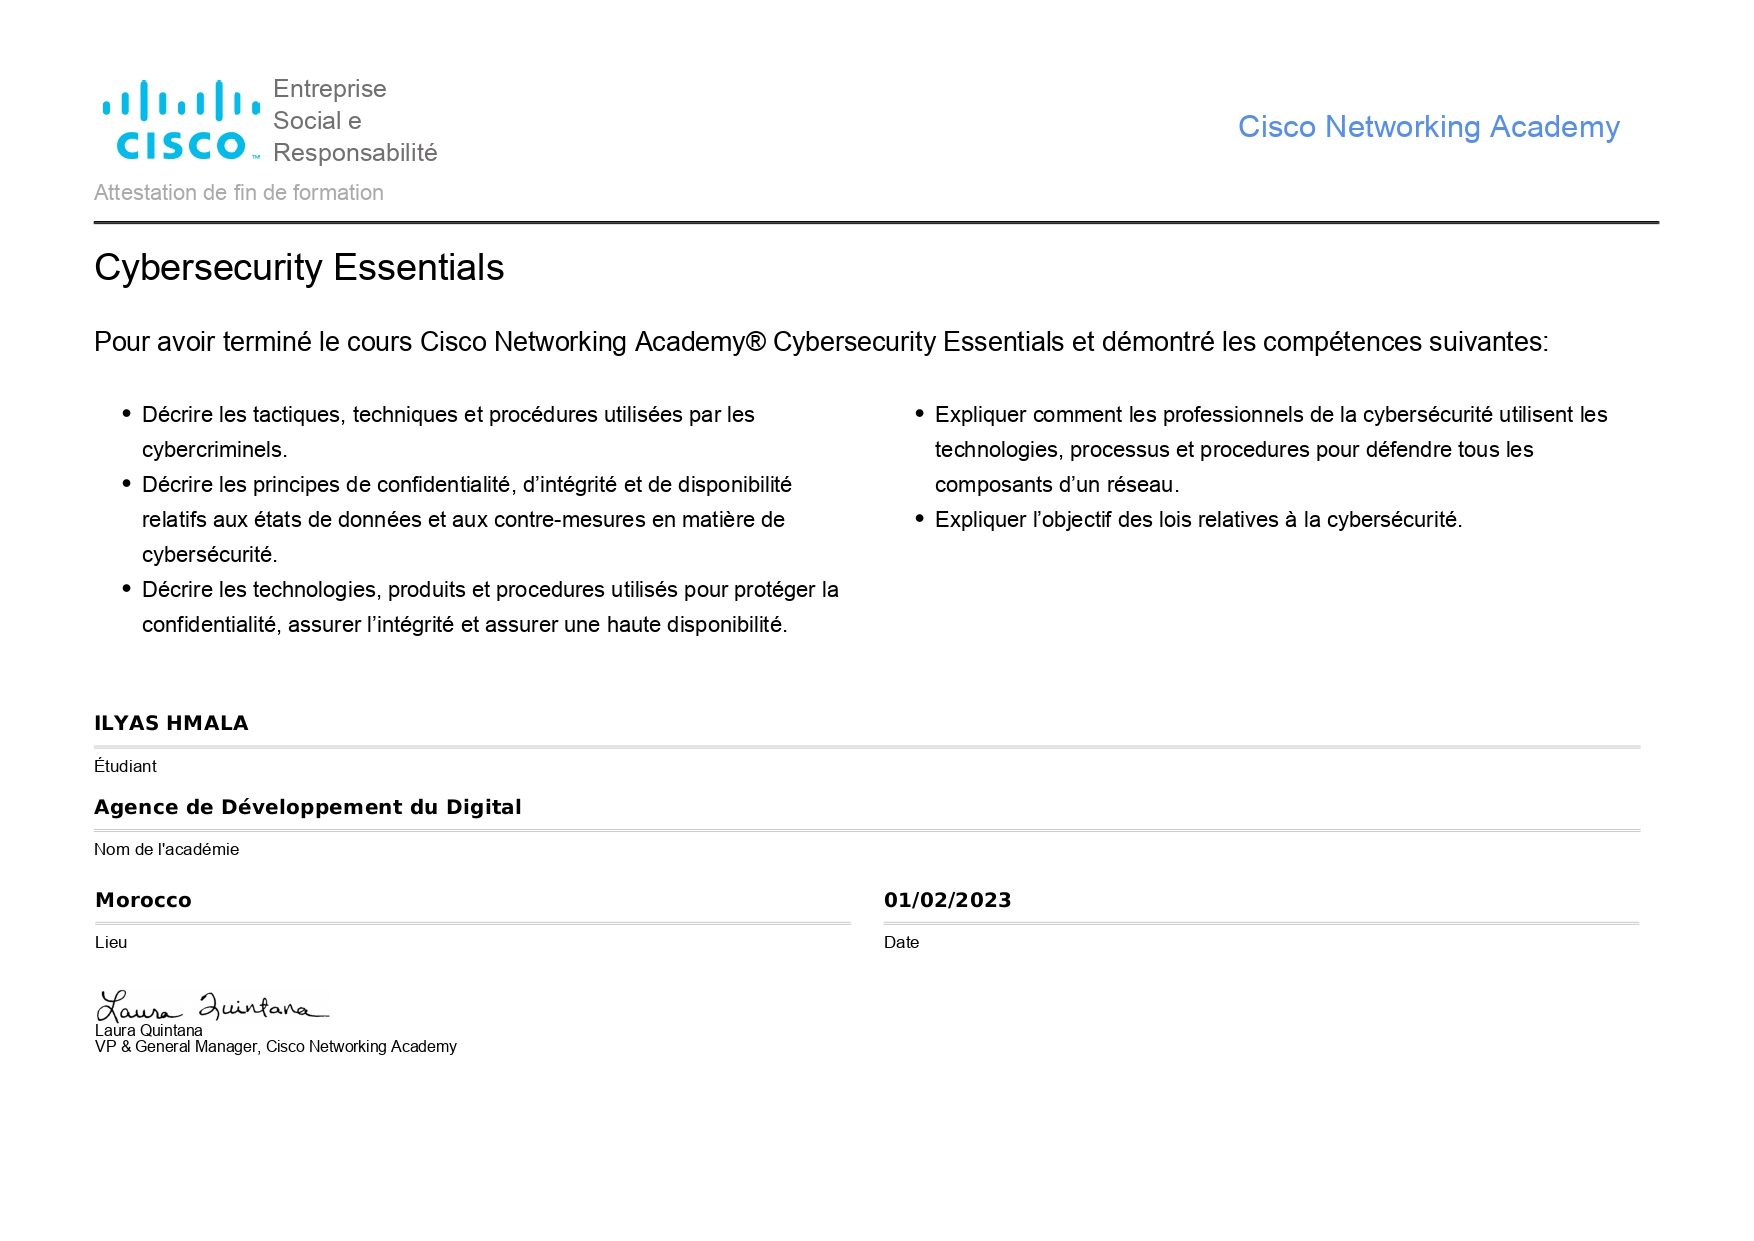 CISCO™
Entreprise
Social e
Responsabilité
Cisco Networking Academy
Attestation de fin de formation
Cybersecurity Essentials
Pour avoir terminé le cours Cisco Networking Academy® Cybersecurity Essentials et démontré les compétences suivantes:
• Décrire les tactiques, techniques et procédures utilisées par les
cybercriminels.
• Décrire les principes de confidentialité, d’intégrité et de disponibilité
relatifs aux états de données et aux contre-mesures en matière de
cybersécurité.
• Décrire les technologies, produits et procedures utilisés pour protéger la
confidentialité, assurer l’intégrité et assurer une haute disponibilité.
• Expliquer comment les professionnels de la cybersécurité utilisent les
technologies, processus et procedures pour défendre tous les
composants d’un réseau.
• Expliquer l’objectif des lois relatives à la cybersécurité.
ILYAS HMALA
Étudiant
Agence de Développement du Digital
Nom de l'académie
Morocco
Lieu
01/02/2023
Date
Laura Quintana
Laura Quintana
VP & General Manager, Cisco Networking Academy